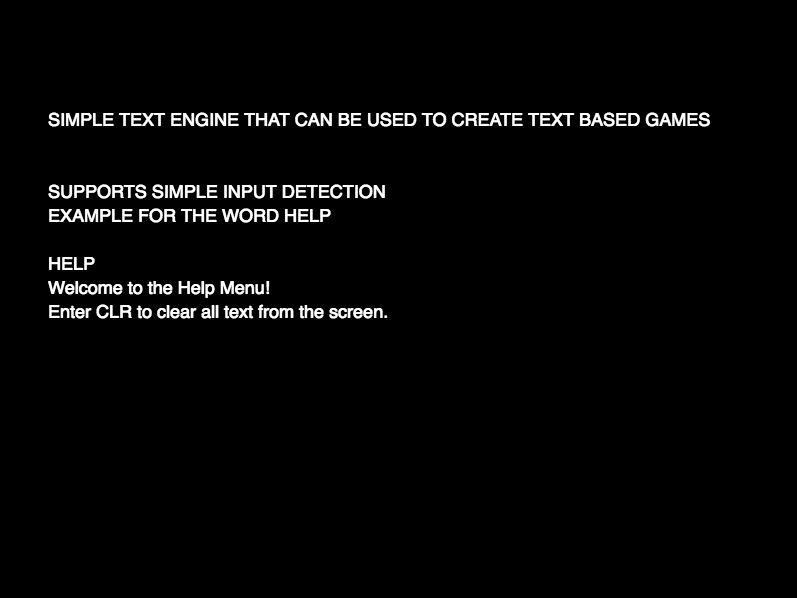 SIMPLE TEXT ENGINE THAT CAN BE USED TO CREATE TEXT BASED GAMES
SUPPORTS SIMPLE INPUT DETECTION
EXAMPLE FOR THE WORD HELP
HELP
Welcome to the Help Menu!
Enter CLR to clear all text from the screen.